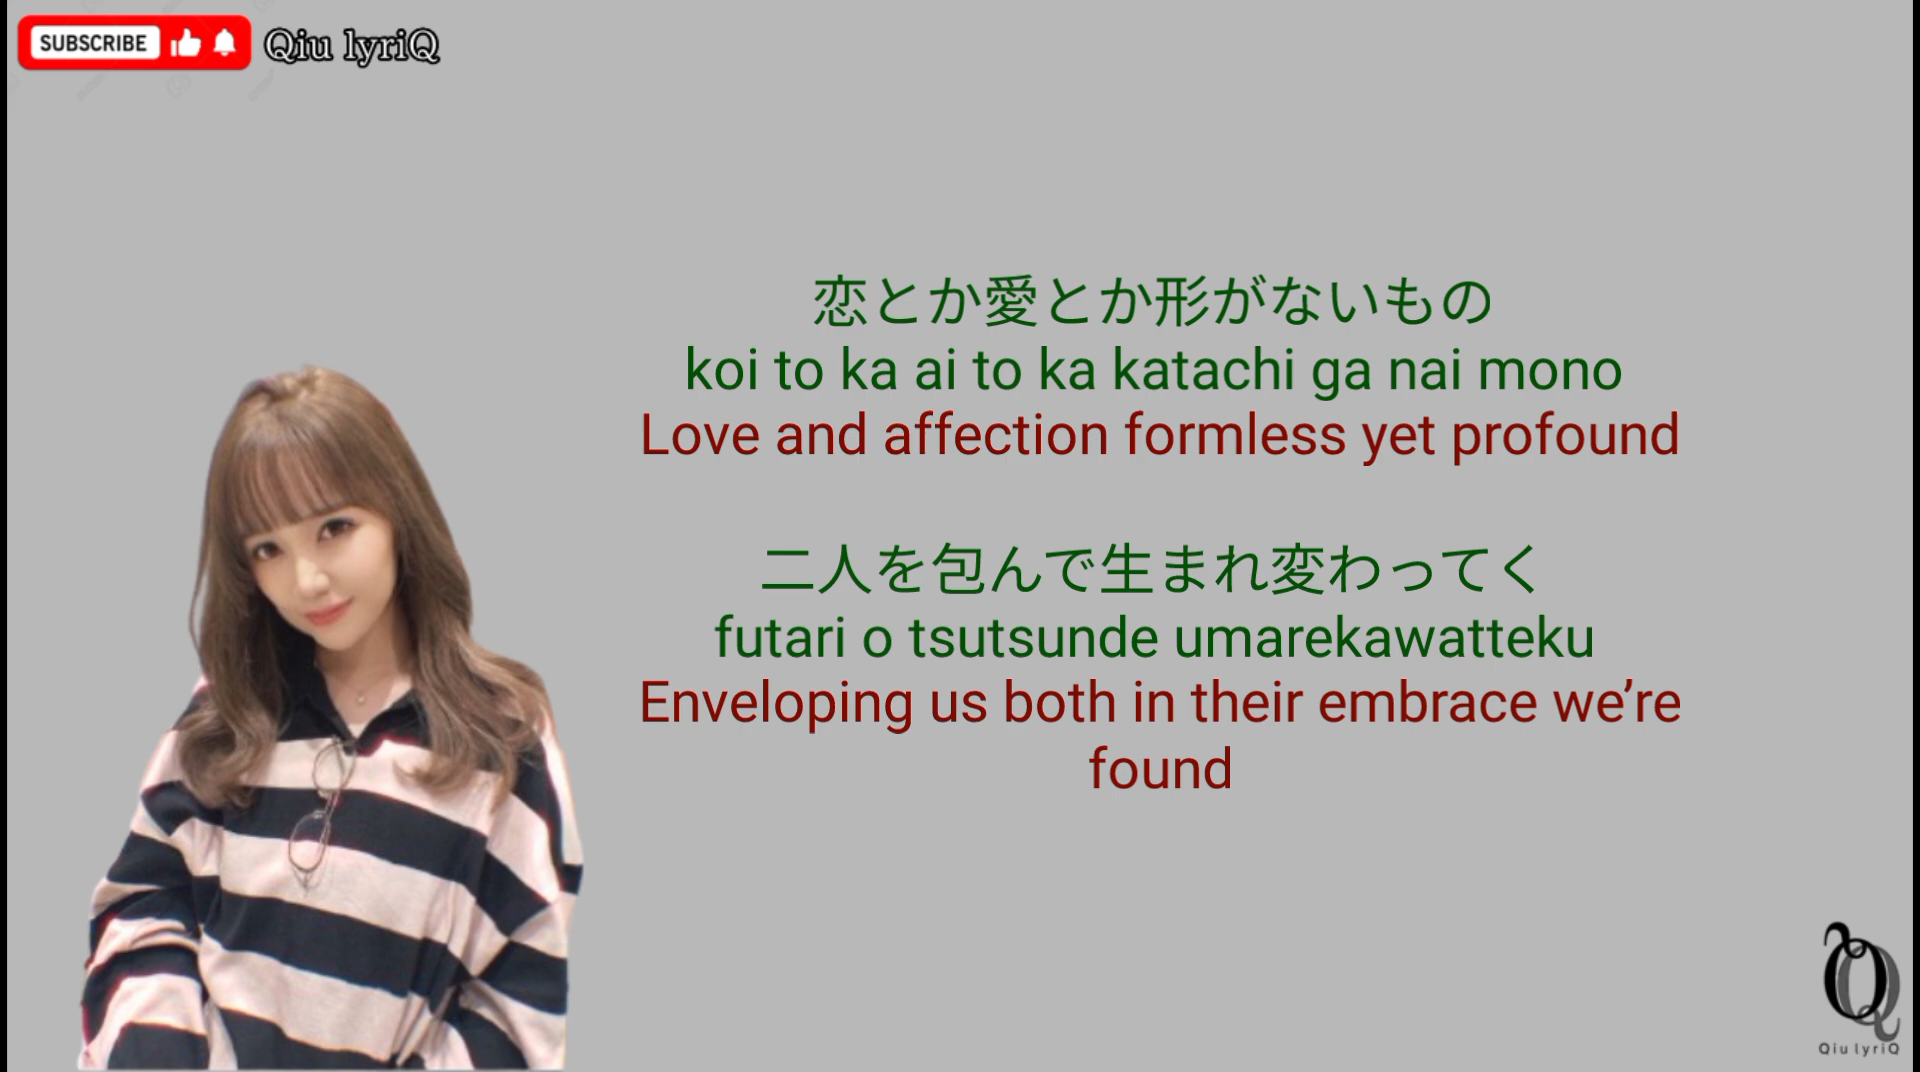 SUBSCRIBE
Qiu lyriQ
恋とか愛とか形がないもの
koi to ka ai to ka katachi ga nai mono
Love and affection formless yet profound
二人を包んで生まれ変わってく
futari o tsutsunde umarekawatteku
Enveloping us both in their embrace we’re
found
Qiu lyriQ